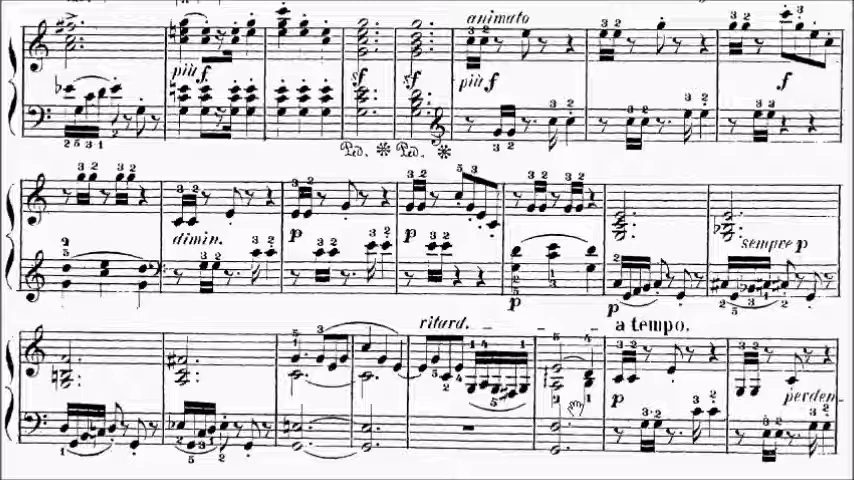 animato
più f sf sf più f f
Ped. Ped.
dimin. p p sempre p
p p
ritard. a tempo.
p perden-